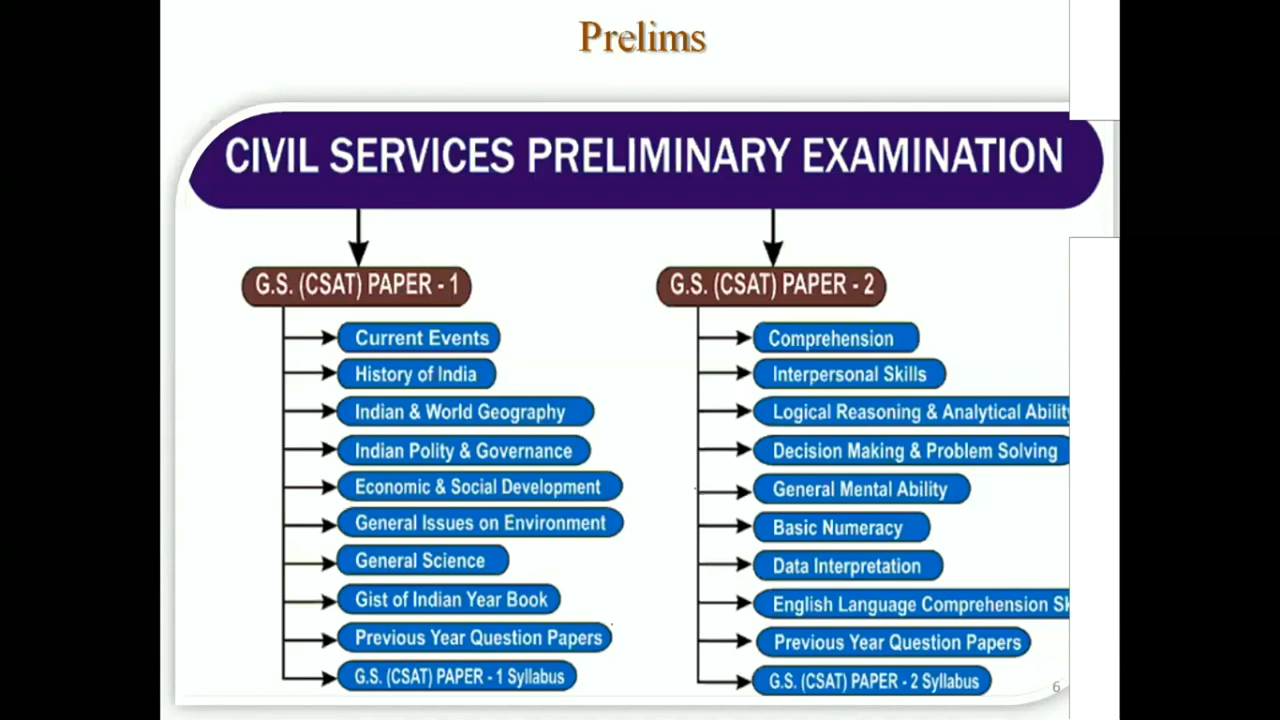 Prelims
CIVIL SERVICES PRELIMINARY EXAMINATION
G.S. (CSAT) PAPER - 1
Current Events
History of India
Indian & World Geography
Indian Polity & Governance
Economic & Social Development
General Issues on Environment
General Science
Gist of Indian Year Book
Previous Year Question Papers
G.S. (CSAT) PAPER - 1 Syllabus
G.S. (CSAT) PAPER - 2
Comprehension
Interpersonal Skills
Logical Reasoning & Analytical Ability
Decision Making & Problem Solving
General Mental Ability
Basic Numeracy
Data Interpretation
English Language Comprehension Sk
Previous Year Question Papers
G.S. (CSAT) PAPER - 2 Syllabus
6